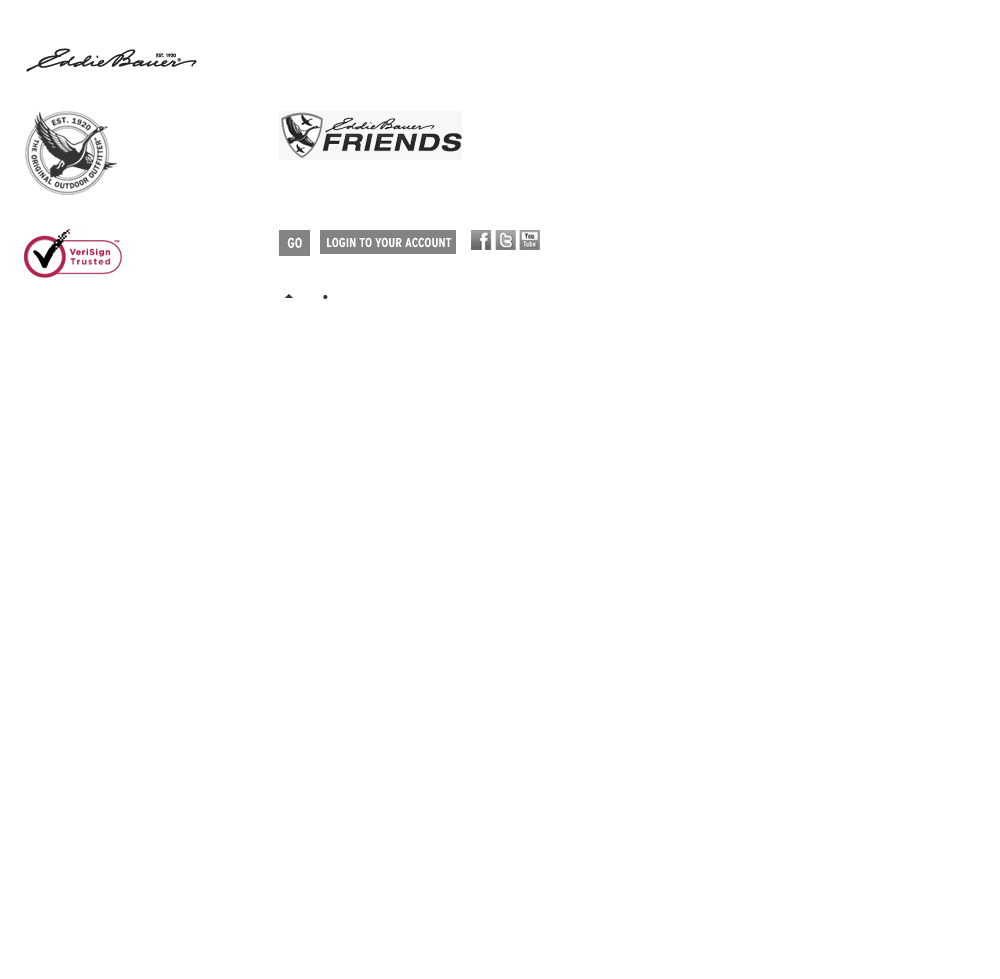 Eddie Bauer
EST. 1920
EST. 1920
THE ORIGINAL OUTDOOR OUTFITTER
Eddie Bauer
FRIENDS
VeriSign
Trusted
GO
LOGIN TO YOUR ACCOUNT
f
t
You
Tube